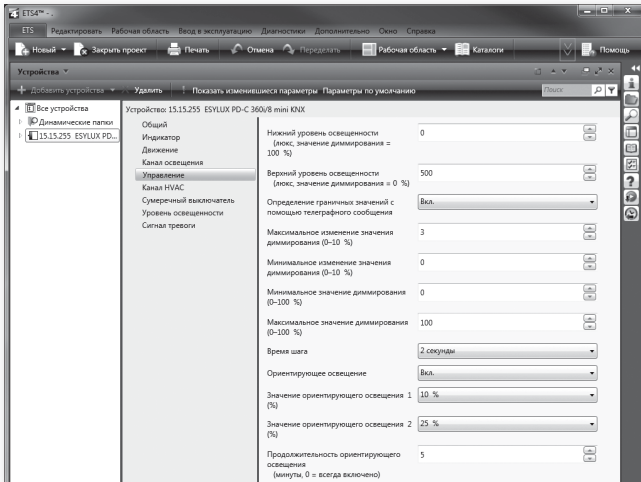 ETS4™ - .
ETS Редактировать Рабочая область Ввод в эксплуатацию Диагностики Дополнительно Окно Справка
Новый Закрыть проект Печать Отмена Переделать Рабочая область Каталоги Помощь
Устройства
Добавить устройства Удалить Показать изменившиеся параметры Параметры по умолчанию Поиск
Все устройства
Динамические папки
15.15.255 ESYLUX PD...
Устройство: 15.15.255 ESYLUX PD-C 360i/8 mini KNX
Общий
Индикатор
Движение
Канал освещения
Управление
Канал HVAC
Сумеречный выключатель
Уровень освещенности
Сигнал тревоги
Нижний уровень освещенности 0
(люкс, значение диммирования =
100 %)
Верхний уровень освещенности 500
(люкс, значение диммирования = 0 %)
Определение граничных значений с Вкл.
помощью телеграфного сообщения
Максимальное изменение значения 3
диммирования (0–10 %)
Минимальное изменение значения 0
диммирования (0–10 %)
Минимальное значение диммирования 0
(0–100 %)
Максимальное значение диммирования 100
(0–100 %)
Время шага 2 секунды
Ориентирующее освещение Вкл.
Значение ориентирующего освещения 1 10 %
(%)
Значение ориентирующего освещения 2 25 %
(%)
Продолжительность ориентирующего 5
освещения
(минуты, 0 = всегда включено)